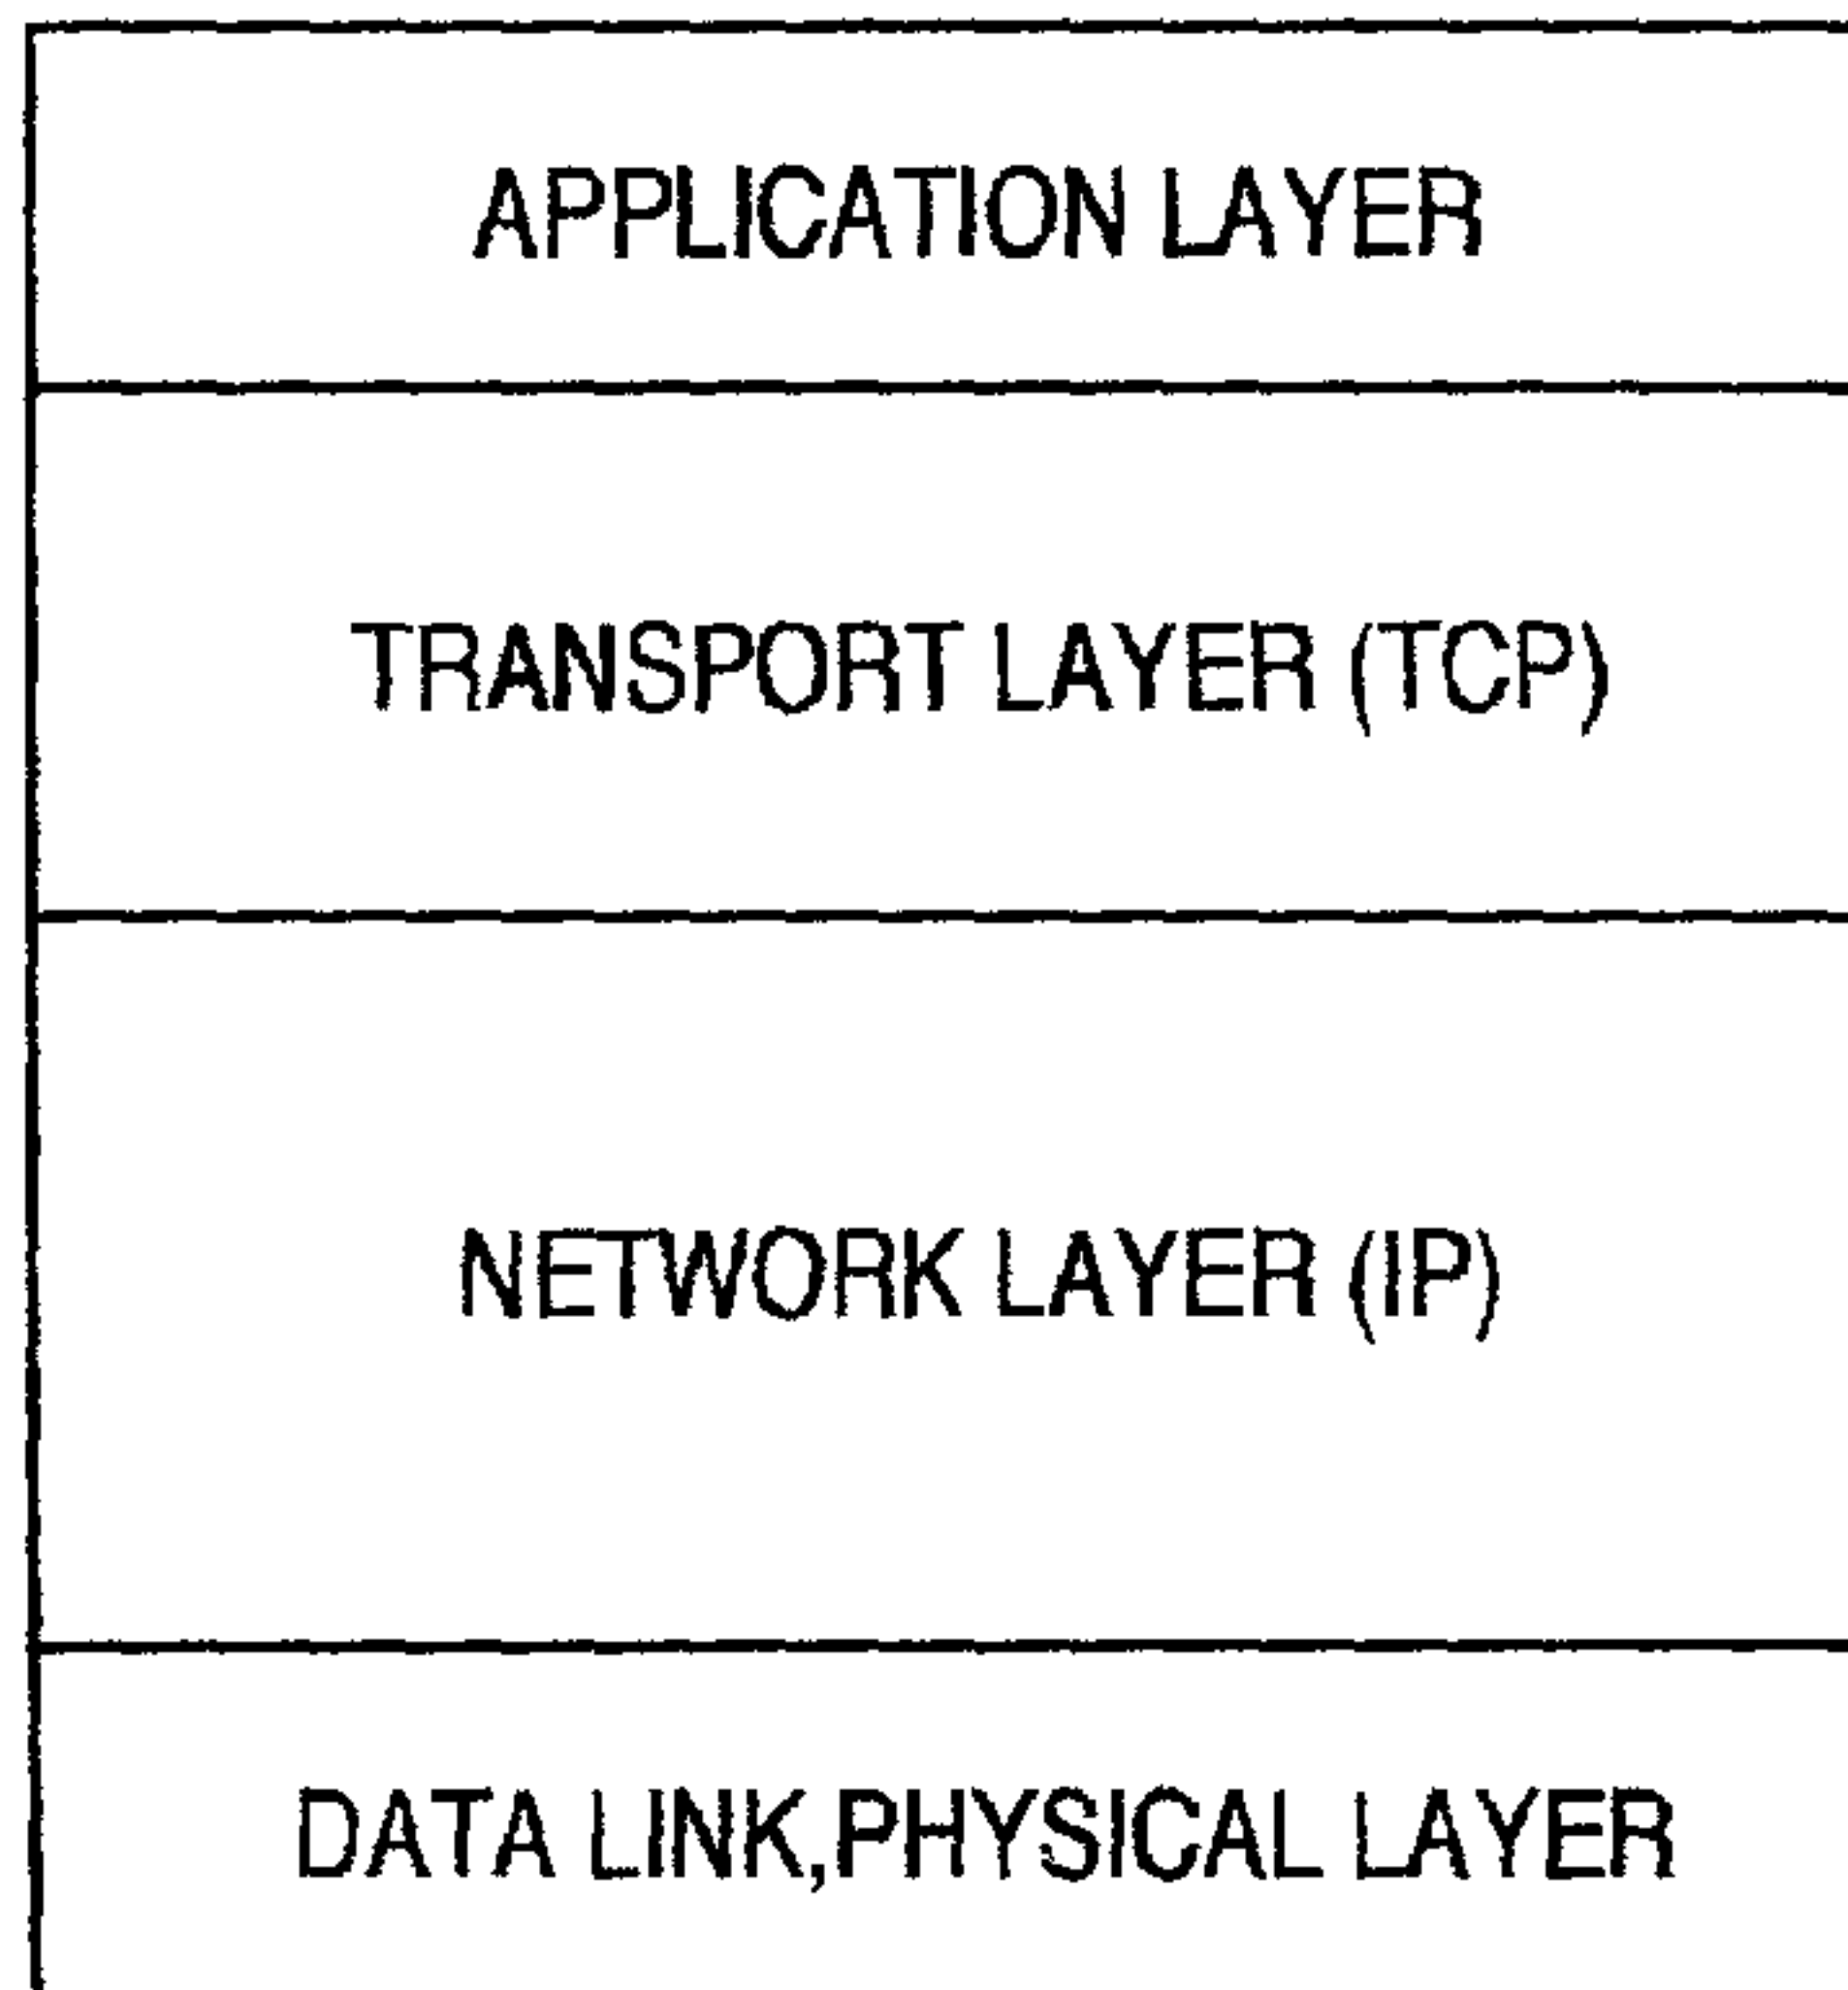 APPLICATION LAYER
TRANSPORT LAYER (TCP)
NETWORK LAYER (IP)
DATA LINK,PHYSICAL LAYER